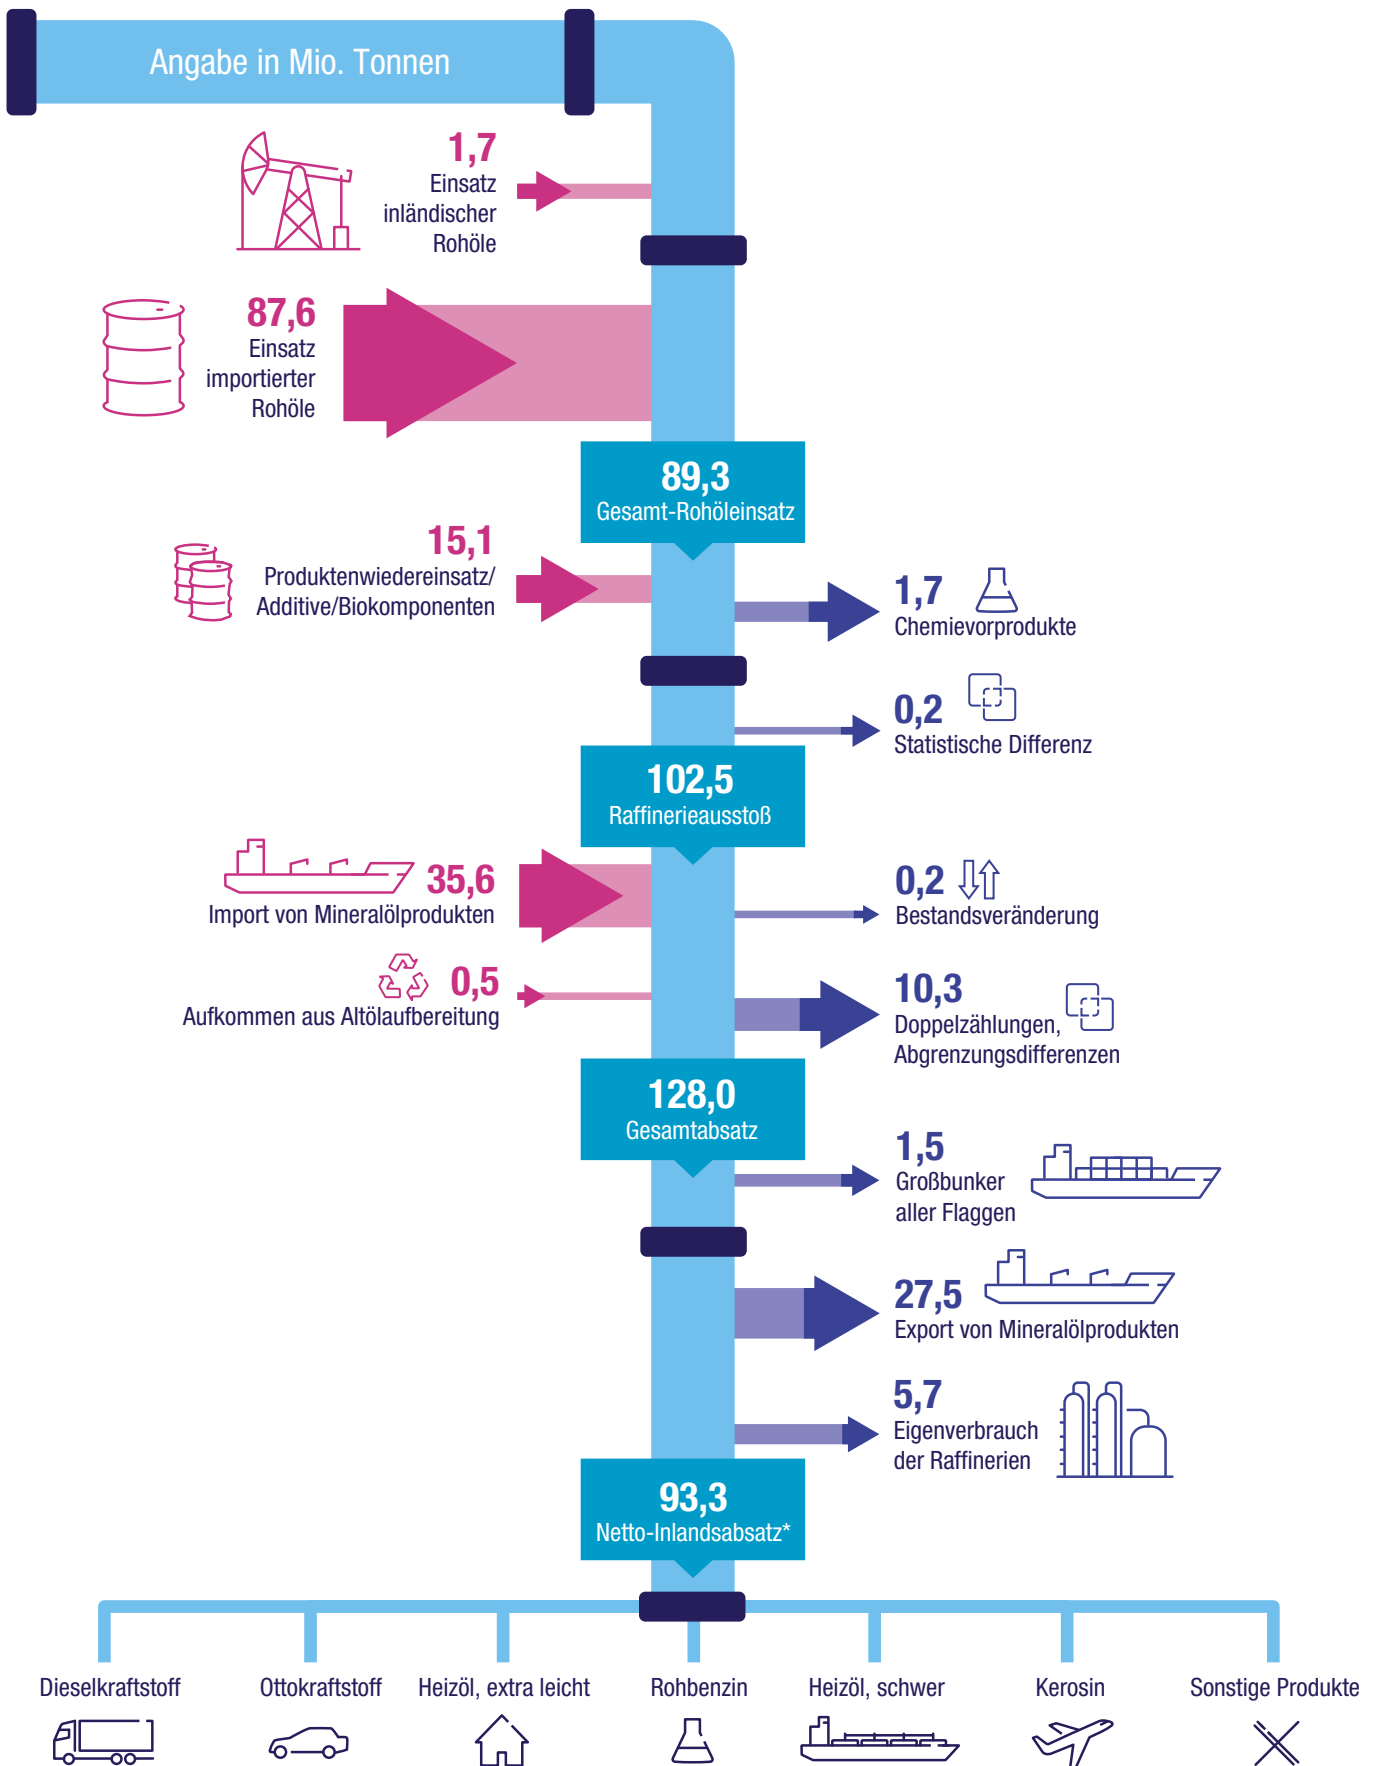 Angabe in Mio. Tonnen
1,7
Einsatz
inländischer
Rohöle
87,6
Einsatz
importierter
Rohöle
89,3
Gesamt-Rohöleinsatz
15,1
Produktenwiedereinsatz/
Additive/Biokomponenten
1,7
Chemievorprodukte
0,2
Statistische Differenz
102,5
Raffinerieausstoß
35,6
Import von Mineralölprodukten
0,2
Bestandsveränderung
0,5
Aufkommen aus Altölaufbereitung
10,3
Doppelzählungen,
Abgrenzungsdifferenzen
128,0
Gesamtabsatz
1,5
Großbunker
aller Flaggen
27,5
Export von Mineralölprodukten
5,7
Eigenverbrauch
der Raffinerien
93,3
Netto-Inlandsabsatz*
Dieselkraftstoff
Ottokraftstoff
Heizöl, extra leicht
Rohbenzin
Heizöl, schwer
Kerosin
Sonstige Produkte